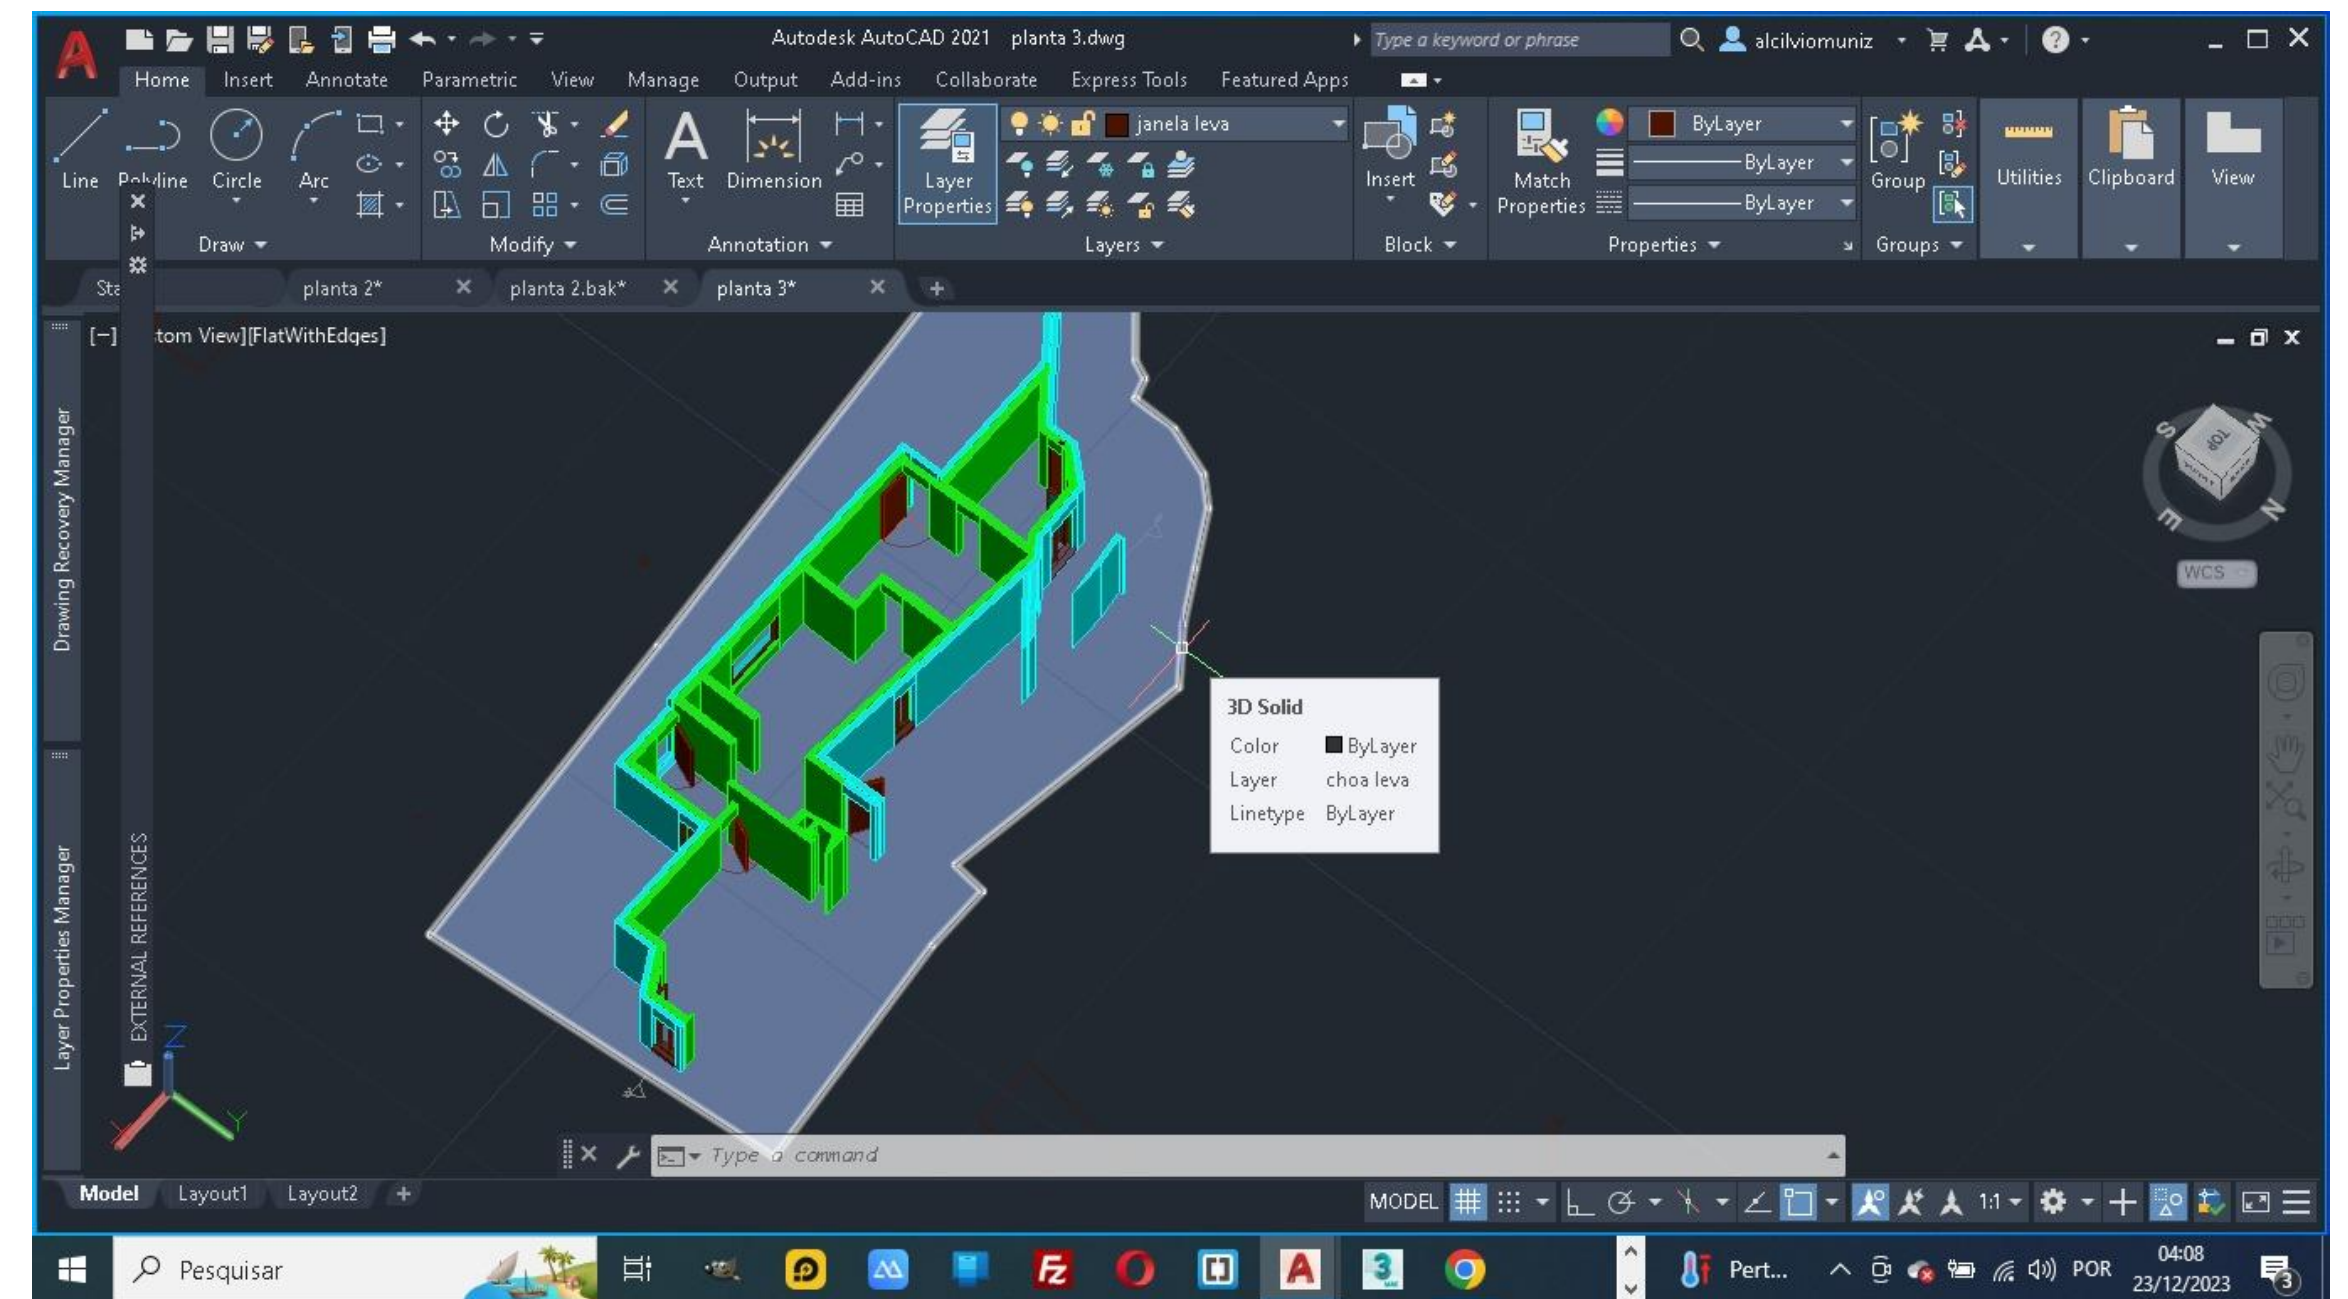 Autodesk AutoCAD 2021 planta 3.dwg
Type a keyword or phrase
alcilviomuniz
Home Insert Annotate Parametric View Manage Output Add-ins Collaborate Express Tools Featured Apps
janela leva
ByLayer
ByLayer
ByLayer
Line Polyline Circle Arc
Text Dimension
Layer
Properties
Insert
Match
Properties
Group
Utilities
Clipboard
View
Draw Modify Annotation Layers Block Properties Groups
Sta planta 2* planta 2.bak* planta 3*
[−] tom View][FlatWithEdges]
Drawing Recovery Manager
Layer Properties Manager
EXTERNAL REFERENCES
TOP
S W N E
WCS
3D Solid
Color ByLayer
Layer choa leva
Linetype ByLayer
Z
Y
X
Type a command
Model Layout1 Layout2 +
MODEL
1:1
Pesquisar
Pert...
POR
04:08
23/12/2023
3